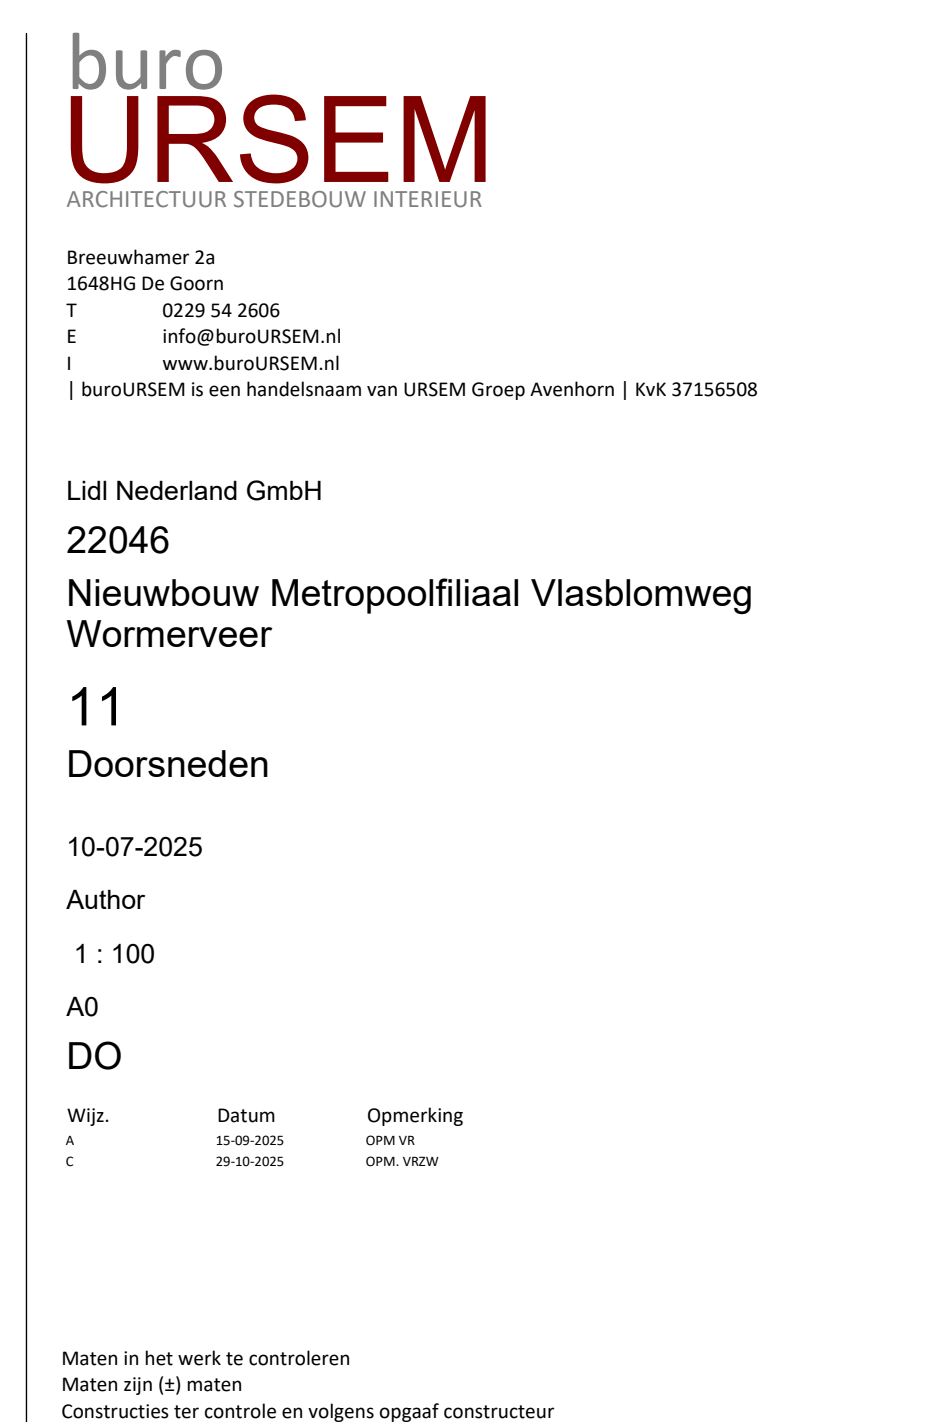 buro
URSEM
ARCHITECTUUR STEDEBOUW INTERIEUR
Breeuwhamer 2a
1648HG De Goorn
T 0229 54 2606
E info@buroURSEM.nl
I www.buroURSEM.nl
| buroURSEM is een handelsnaam van URSEM Groep Avenhorn | KvK 37156508
Lidl Nederland GmbH
22046
Nieuwbouw Metropoolfiliaal Vlasblomweg
Wormerveer
11
Doorsneden
10-07-2025
Author
1 : 100
A0
DO
Wijz. Datum Opmerking
A 15-09-2025 OPM VR
C 29-10-2025 OPM. VRZW
Maten in het werk te controleren
Maten zijn (±) maten
Constructies ter controle en volgens opgaaf constructeur